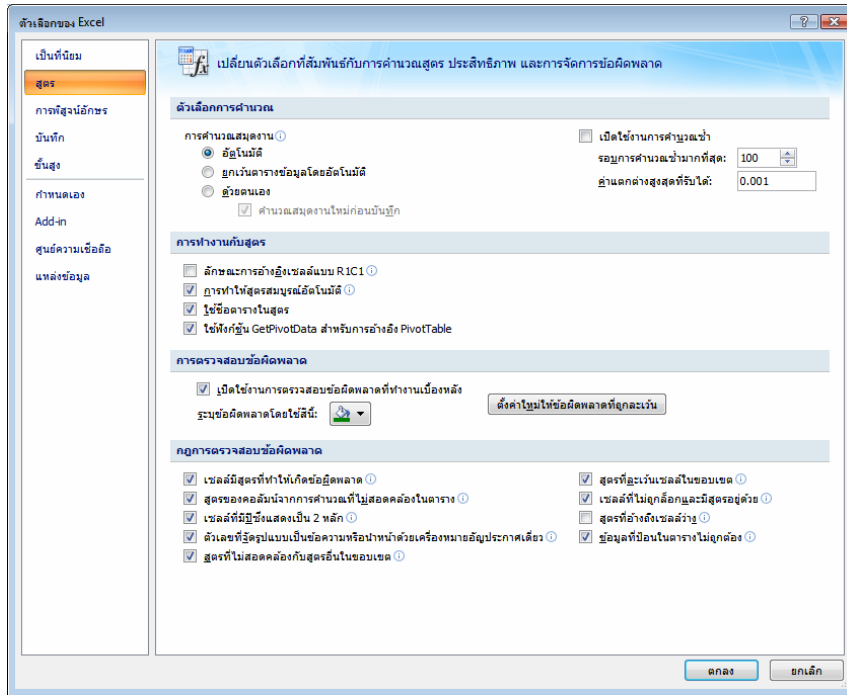 ตัวเลือกของ Excel
เป็นที่นิยม
สูตร
การพิสูจน์อักษร
บันทึก
ขั้นสูง
กำหนดเอง
Add-in
ศูนย์ความเชื่อถือ
แหล่งข้อมูล
เปลี่ยนตัวเลือกที่สัมพันธ์กับการคำนวณสูตร ประสิทธิภาพ และการจัดการข้อผิดพลาด
ตัวเลือกการคำนวณ
การคำนวณสมุดงาน
อัตโนมัติ
ยกเว้นตารางข้อมูลโดยอัตโนมัติ
ด้วยตนเอง
คำนวณสมุดงานใหม่ก่อนบันทึก
เปิดใช้งานการคำนวณซ้ำ
รอบการคำนวณซ้ำมากที่สุด: 100
ค่าแตกต่างสูงสุดที่รับได้: 0.001
การทำงานกับสูตร
ลักษณะการอ้างอิงเซลล์แบบ R1C1
การทำให้สูตรสมบูรณ์อัตโนมัติ
ใช้ชื่อตารางในสูตร
ใช้ฟังก์ชัน GetPivotData สำหรับการอ้างอิง PivotTable
การตรวจสอบข้อผิดพลาด
เปิดใช้งานการตรวจสอบข้อผิดพลาดที่ทำงานเบื้องหลัง
ระบุข้อผิดพลาดโดยใช้สีนี้:
ตั้งค่าใหม่ให้ข้อผิดพลาดที่ถูกละเว้น
กฎการตรวจสอบข้อผิดพลาด
เซลล์มีสูตรที่ทำให้เกิดข้อผิดพลาด
สูตรของคอลัมน์จากการคำนวณที่ไม่สอดคล้องในตาราง
เซลล์ที่มีปีซึ่งแสดงเป็น 2 หลัก
ตัวเลขที่จัดรูปแบบเป็นข้อความหรือนำหน้าด้วยเครื่องหมายอัญประกาศเดี่ยว
สูตรที่ไม่สอดคล้องกับสูตรอื่นในขอบเขต
สูตรที่ละเว้นเซลล์ในขอบเขต
เซลล์ที่ไม่ถูกล็อกและมีสูตรอยู่ด้วย
สูตรที่อ้างถึงเซลล์ว่าง
ข้อมูลที่ป้อนในตารางไม่ถูกต้อง
ตกลง
ยกเลิก